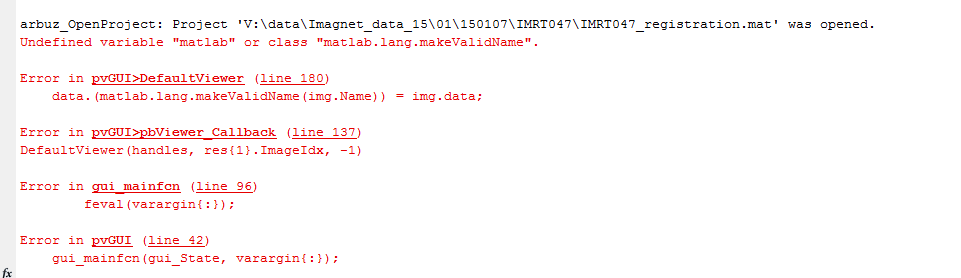 arbuz_OpenProject: Project 'V:\data\Imagnet_data_15\01\150107\IMRT047\IMRT047_registration.mat' was opened.
Undefined variable "matlab" or class "matlab.lang.makeValidName".
Error in pvGUI>DefaultViewer (line 180)
data.(matlab.lang.makeValidName(img.Name)) = img.data;
Error in pvGUI>pbViewer_Callback (line 137)
DefaultViewer(handles, res{1}.ImageIdx, -1)
Error in gui_mainfcn (line 96)
feval(varargin{:});
Error in pvGUI (line 42)
gui_mainfcn(gui_State, varargin{:});
fx